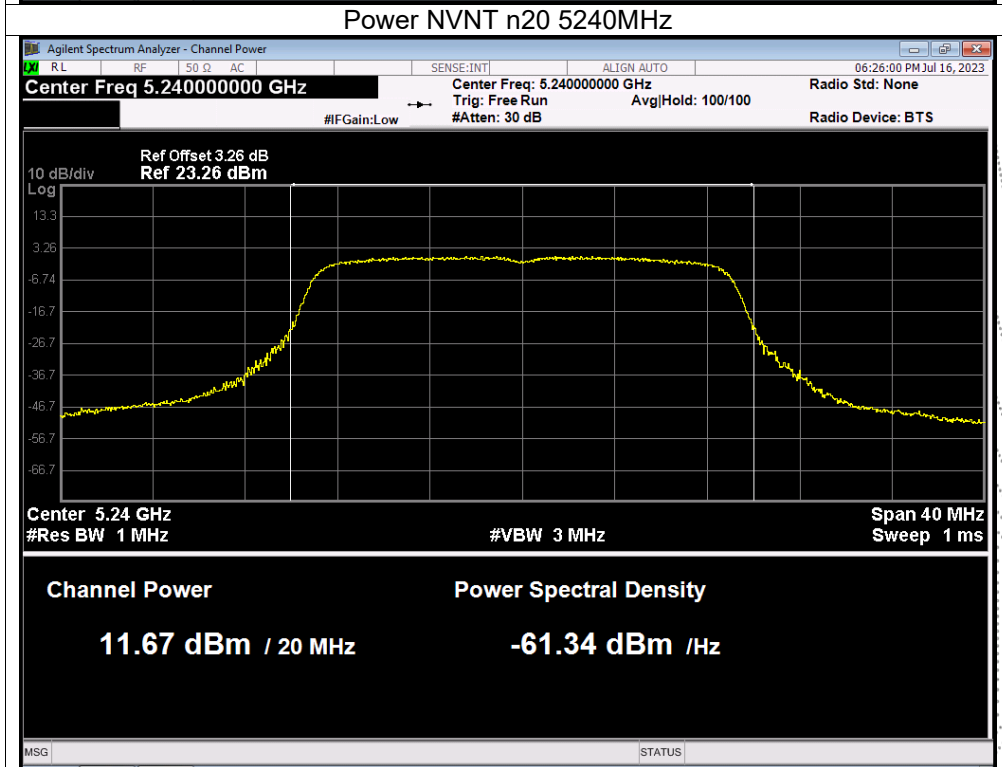 Power NVNT n20 5240MHz
Agilent Spectrum Analyzer - Channel Power
LXI RL RF 50 Ω AC SENSE:INT ALIGN AUTO 06:26:00 PM Jul 16, 2023
Center Freq 5.240000000 GHz Center Freq: 5.240000000 GHz Radio Std: None
Trig: Free Run Avg|Hold: 100/100
#IFGain:Low #Atten: 30 dB Radio Device: BTS
Ref Offset 3.26 dB
10 dB/div Ref 23.26 dBm
Log
13.3
3.26
-6.74
-16.7
-26.7
-36.7
-46.7
-56.7
-66.7
Center 5.24 GHz Span 40 MHz
#Res BW 1 MHz #VBW 3 MHz Sweep 1 ms
Channel Power Power Spectral Density
11.67 dBm / 20 MHz -61.34 dBm /Hz
MSG STATUS